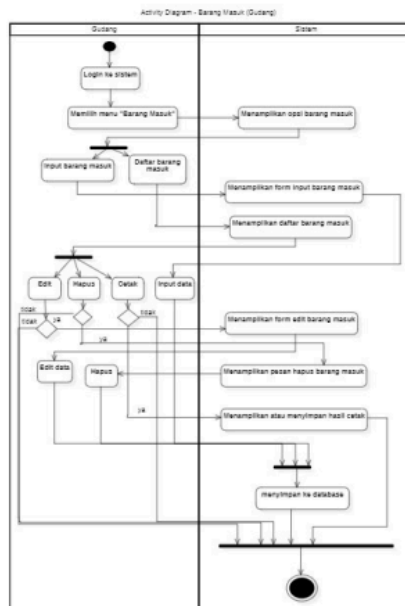 Activity Diagram - Barang Masuk (Gudang)
Gudang
Sistem
Login ke sistem
Memilih menu "Barang Masuk"
Menampilkan opsi barang masuk
Input barang masuk
Daftar barang
masuk
Menampilkan form input barang masuk
Menampilkan daftar barang masuk
Edit
Hapus
Cetak
Input data
tidak
tidak
ya
tidak
Menampilkan form edit barang masuk
ya
Edit data
Hapus
Menampilkan pesan hapus barang masuk
ya
Menampilkan atau menyimpan hasil cetak
menyimpan ke database